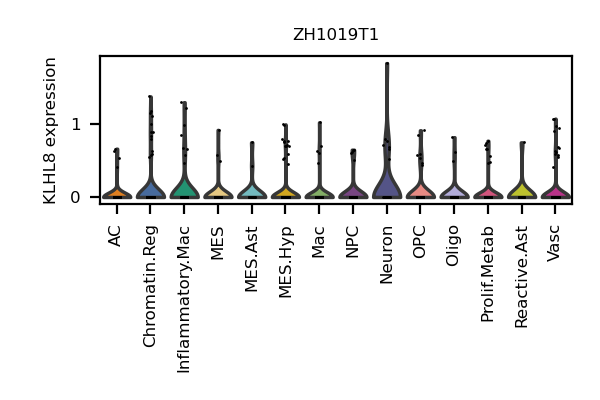 ZH1019T1
KLHL8 expression
1
0
AC
Chromatin.Reg
Inflammatory.Mac
MES
MES.Ast
MES.Hyp
Mac
NPC
Neuron
OPC
Oligo
Prolif.Metab
Reactive.Ast
Vasc